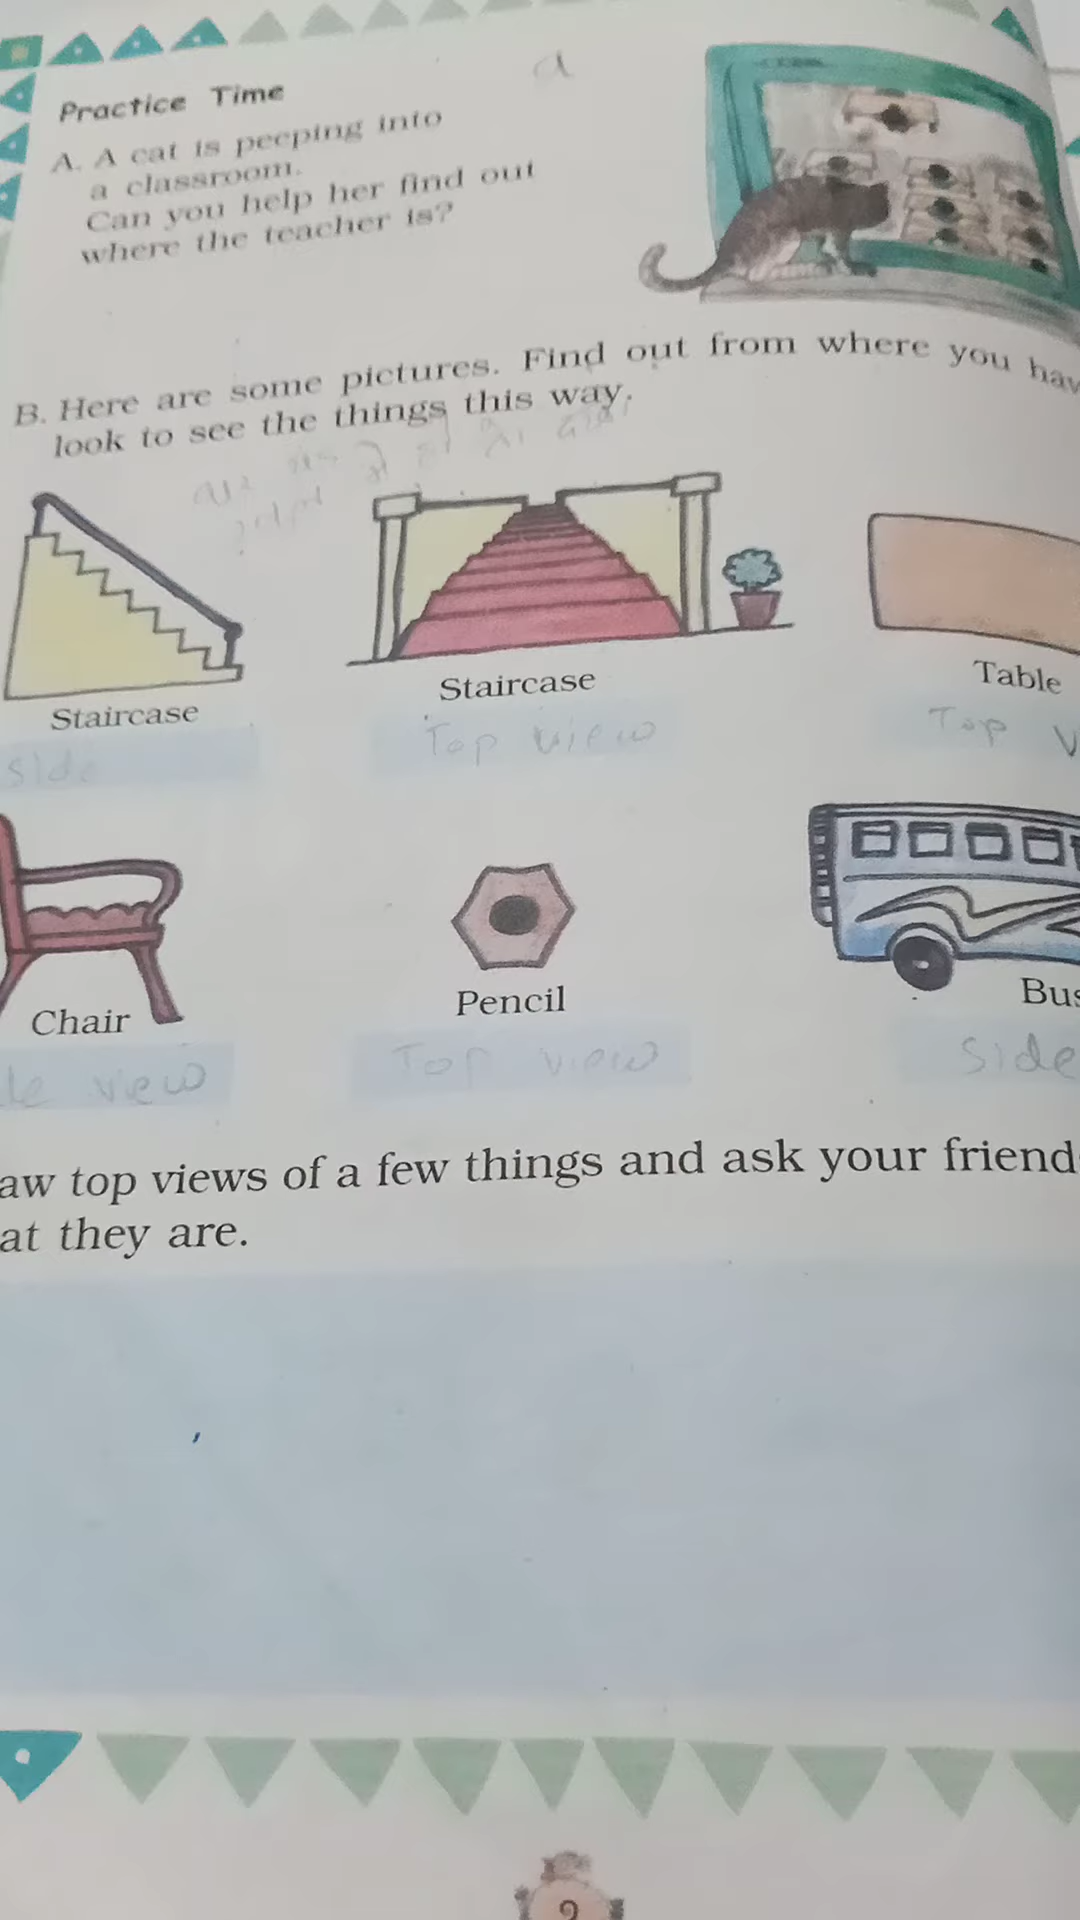 Practice Time
A. A cat is peeping into
a classroom.
Can you help her find out
where the teacher is?
B. Here are some pictures. Find out from where you hav
look to see the things this way.
Staircase
Staircase
Table
side
Top view
Top v
Chair
Pencil
Bus
le view
Top view
Side
aw top views of a few things and ask your friend
at they are.
9